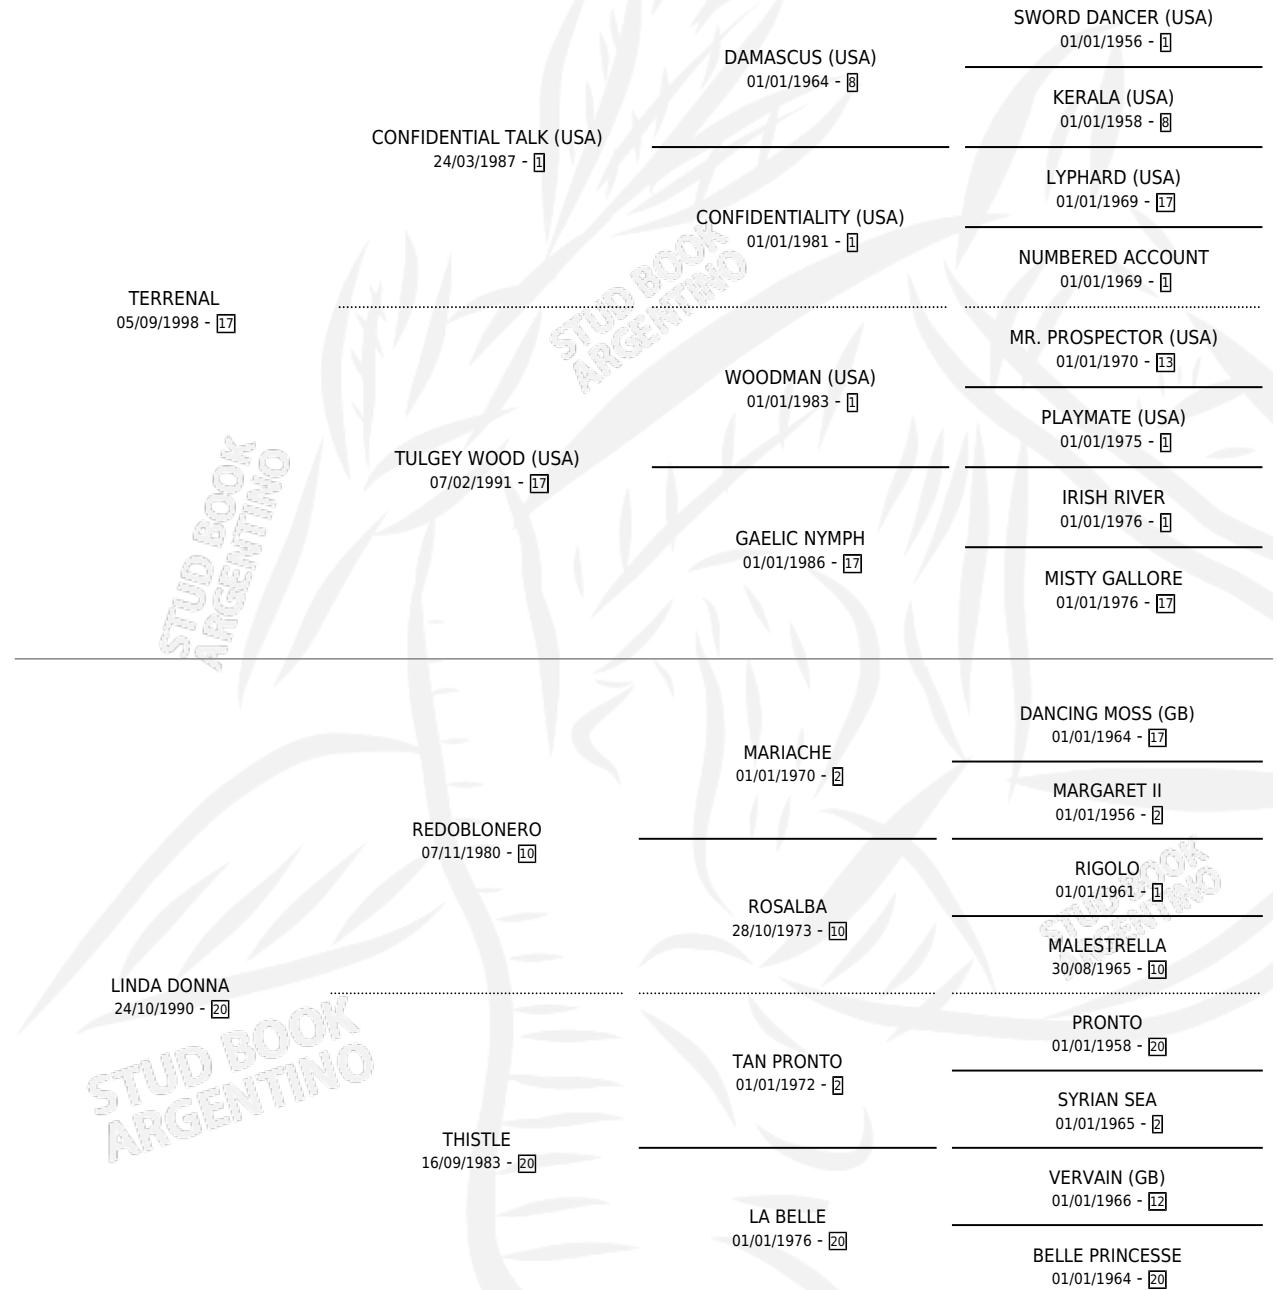 SWORD DANCER (USA)
01/01/1956 - 1
DAMASCUS (USA)
01/01/1964 - 8
KERALA (USA)
01/01/1958 - 8
CONFIDENTIAL TALK (USA)
24/03/1987 - 1
LYPHARD (USA)
01/01/1969 - 17
CONFIDENTIALITY (USA)
01/01/1981 - 1
NUMBERED ACCOUNT
01/01/1969 - 1
TERRENAL
05/09/1998 - 17
MR. PROSPECTOR (USA)
01/01/1970 - 13
WOODMAN (USA)
01/01/1983 - 1
PLAYMATE (USA)
01/01/1975 - 1
TULGEY WOOD (USA)
07/02/1991 - 17
IRISH RIVER
01/01/1976 - 1
GAELIC NYMPH
01/01/1986 - 17
MISTY GALLORE
01/01/1976 - 17
DANCING MOSS (GB)
01/01/1964 - 17
MARIACHE
01/01/1970 - 2
MARGARET II
01/01/1956 - 2
REDOBLONERO
07/11/1980 - 10
RIGOLO
01/01/1961 - 1
ROSALBA
28/10/1973 - 10
MALESTRELLA
30/08/1965 - 10
LINDA DONNA
24/10/1990 - 20
PRONTO
01/01/1958 - 20
TAN PRONTO
01/01/1972 - 2
SYRIAN SEA
01/01/1965 - 2
THISTLE
16/09/1983 - 20
VERVAIN (GB)
01/01/1966 - 12
LA BELLE
01/01/1976 - 20
BELLE PRINCESSE
01/01/1964 - 20
STUD BOOK
ARGENTINO
STUD BOOK
ARGENTINO
STUD BOOK
ARGENTINO
STUD BOOK
ARGENTINO